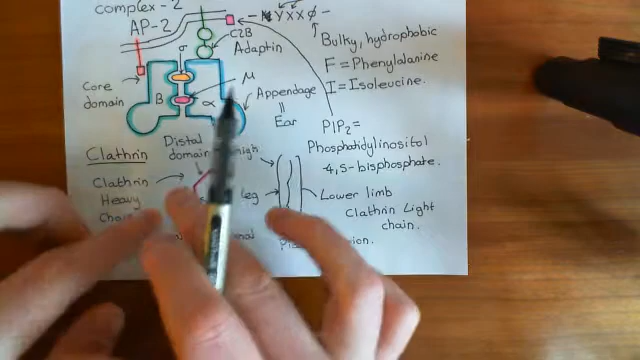 complex-2
AP-2
YXXØ-
C2B
Adaptin
σ
Bulky, hydrophobic
F = Phenylalanine
I = Isoleucine.
Core
domain
β
μ
α
Appendage
=
Ear
PIP2 =
Phosphatidylinositol
4,5-bisphosphate.
Clathrin
Distal
domain
Clathrin
Heavy
Leg
Lower limb
Clathrin Light
chain.